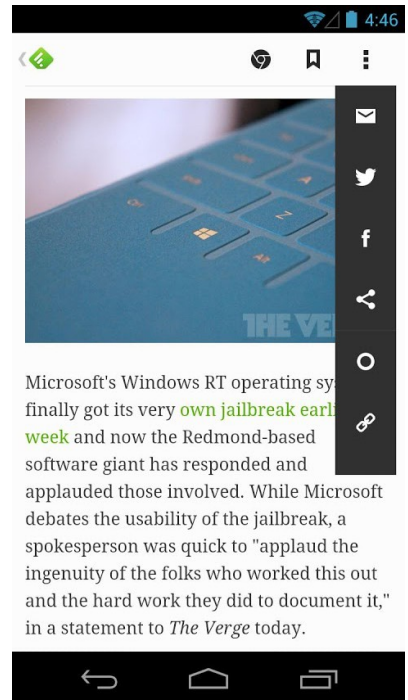 4:46
Z
A
Alt
THE VE
Microsoft's Windows RT operating sy
finally got its very own jailbreak earli
week and now the Redmond-based
software giant has responded and
applauded those involved. While Microsoft
debates the usability of the jailbreak, a
spokesperson was quick to "applaud the
ingenuity of the folks who worked this out
and the hard work they did to document it,"
in a statement to The Verge today.